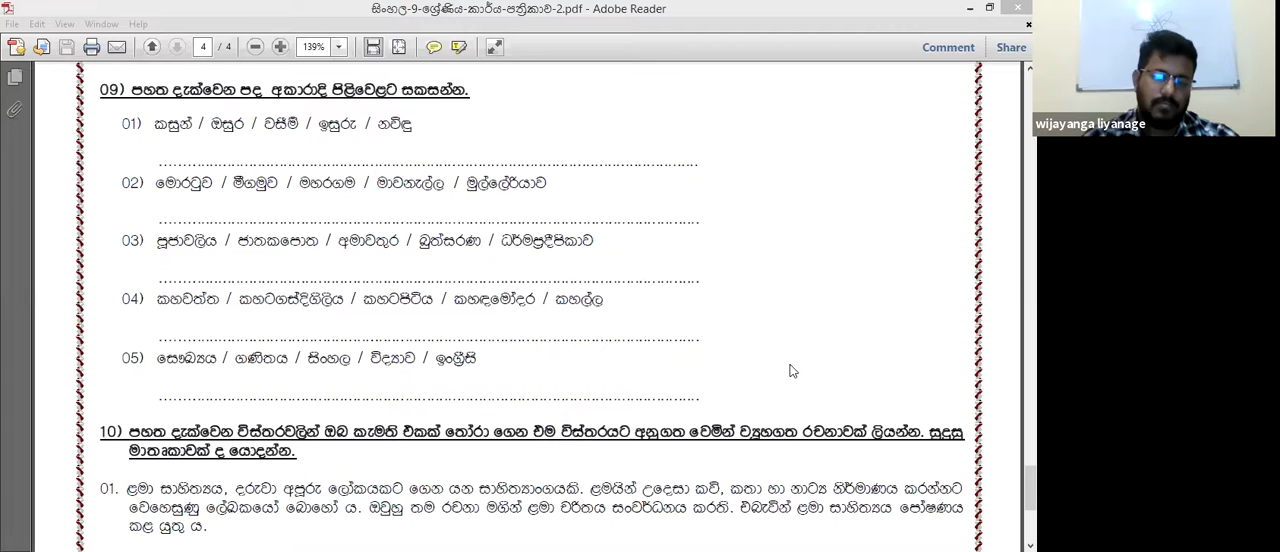 සිංහල-9-ශ්‍රේණිය-කාර්ය-පත්‍රිකාව-2.pdf - Adobe Reader
File Edit View Window Help
4 / 4 139% Comment Share
09) පහත දැක්වෙන පද අකාරාදි පිළිවෙළට සකසන්න.
01) කසුන් / ඔසුර / වසීම් / ඉසුරු / නවිඳු
02) මොරටුව / මීගමුව / මහරගම / මාවනැල්ල / මුල්ලේරියාව
03) පූජාවලිය / ජාතකපොත / අමාවතුර / බුත්සරණ / ධර්මප්‍රදීපිකාව
04) කහවත්ත / කහටගස්දිගිලිය / කහටපිටිය / කහඳමෝදර / කහල්ල
05) සෞඛ්‍යය / ගණිතය / සිංහල / විද්‍යාව / ඉංග්‍රීසි
10) පහත දැක්වෙන විස්තරවලින් ඔබ කැමති එකක් තෝරා ගෙන එම විස්තරයට අනුගත වෙමින් ව්‍යුහගත රචනාවක් ලියන්න. සුදුසු
මාතෘකාවක් ද යොදන්න.
01. ළමා සාහිත්‍යය, දරුවා අපූරු ලෝකයකට ගෙන යන සාහිත්‍යාංගයකි. ළමයින් උදෙසා කවි, කතා හා නාට්‍ය නිර්මාණය කරන්නට
වෙහෙසුණු ලේඛකයෝ බොහෝ ය. ඔවුහු තම රචනා මගින් ළමා චරිතය සංවර්ධනය කරති. එබැවින් ළමා සාහිත්‍යය පෝෂණය
කළ යුතු ය.
wijayanga liyanage